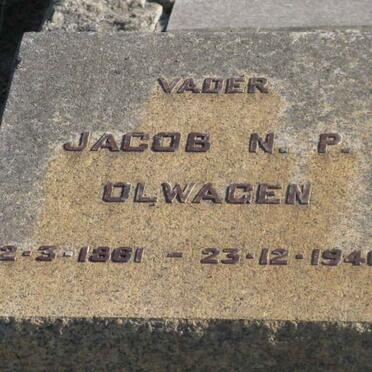 VADER
JACOB N. P.
OLWAGEN
2-3-1861 - 23-12-194